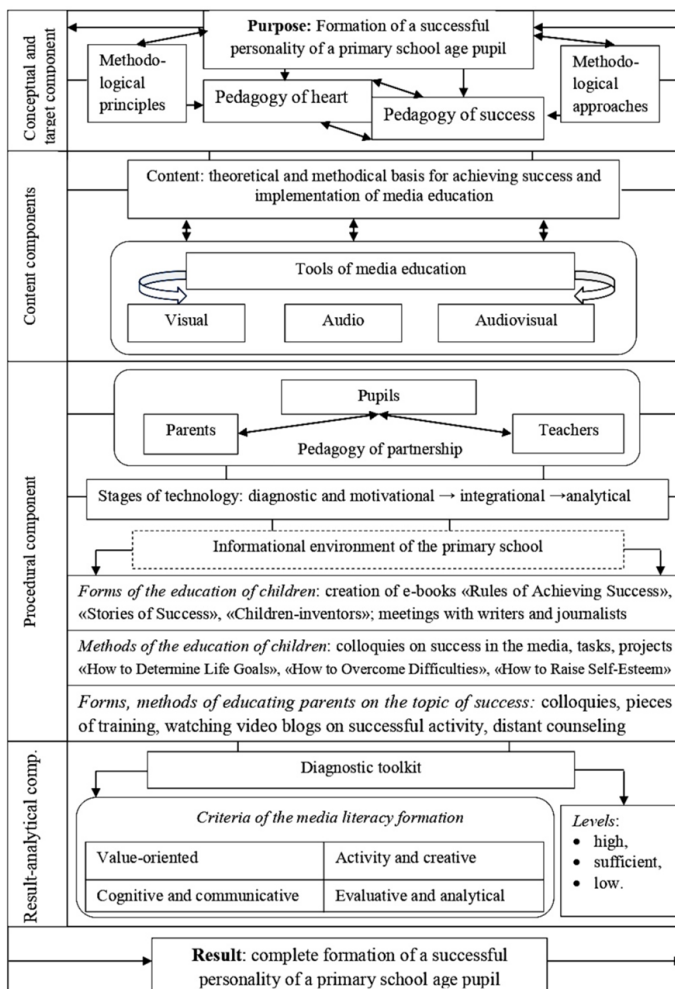 Conceptual and
target component
Purpose: Formation of a successful
personality of a primary school age pupil
Methodo-
logical
principles
Pedagogy of heart
Pedagogy of success
Methodo-
logical
approaches
Content components
Content: theoretical and methodical basis for achieving success and
implementation of media education
Tools of media education
Visual
Audio
Audiovisual
Procedural component
Pupils
Parents
Teachers
Pedagogy of partnership
Stages of technology: diagnostic and motivational → integrational →analytical
Informational environment of the primary school
Forms of the education of children: creation of e-books «Rules of Achieving Success»,
«Stories of Success», «Children-inventors»; meetings with writers and journalists
Methods of the education of children: colloquies on success in the media, tasks, projects
«How to Determine Life Goals», «How to Overcome Difficulties», «How to Raise Self-Esteem»
Forms, methods of educating parents on the topic of success: colloquies, pieces
of training, watching video blogs on successful activity, distant counseling
Result-analytical comp.
Diagnostic toolkit
Criteria of the media literacy formation
Value-oriented
Activity and creative
Cognitive and communicative
Evaluative and analytical
Levels:
• high,
• sufficient,
• low.
Result: complete formation of a successful
personality of a primary school age pupil